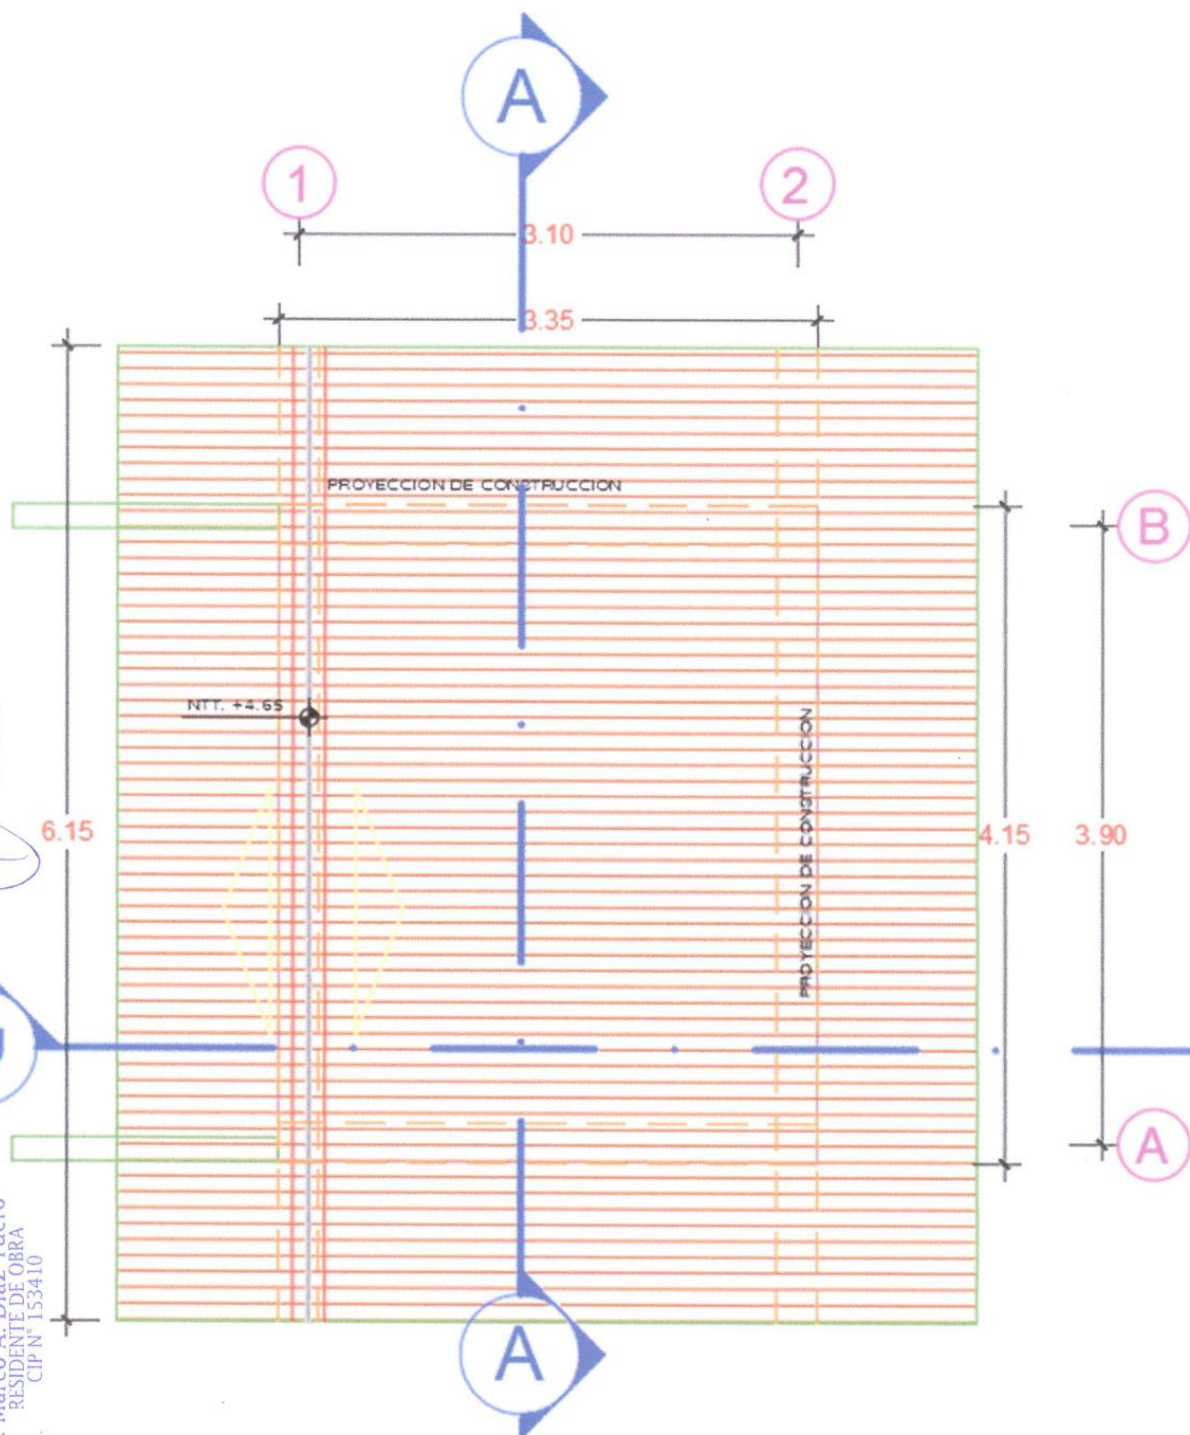 A
1
2
3.10
3.35
PROYECCION DE CONSTRUCCION
B
NTT. +4.65
PROYECCION DE CONSTRUCCION
6.15
4.15
3.90
A
A
RESIDENTE DE OBRA
CIP N° 153410